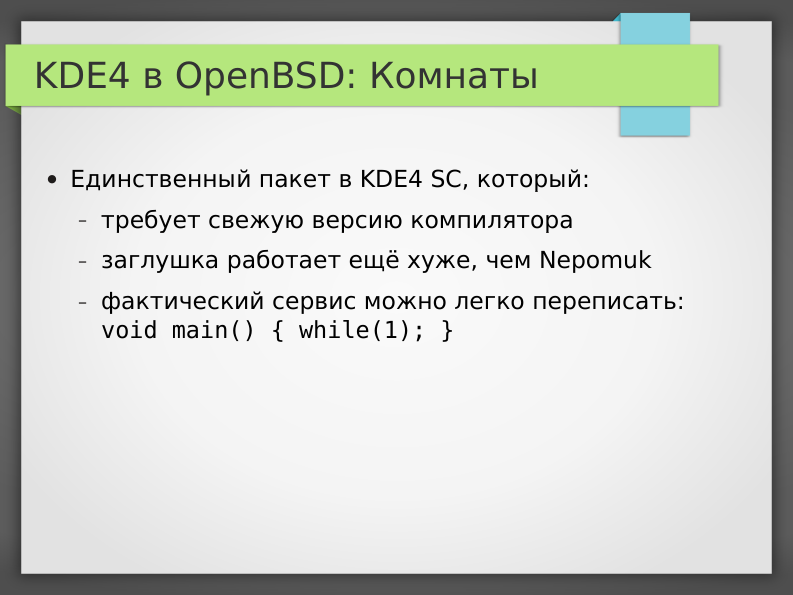 KDE4 в OpenBSD: Комнаты
● Единственный пакет в KDE4 SC, который:
– требует свежую версию компилятора
– заглушка работает ещё хуже, чем Nepomuk
– фактический сервис можно легко переписать:
void main() { while(1); }